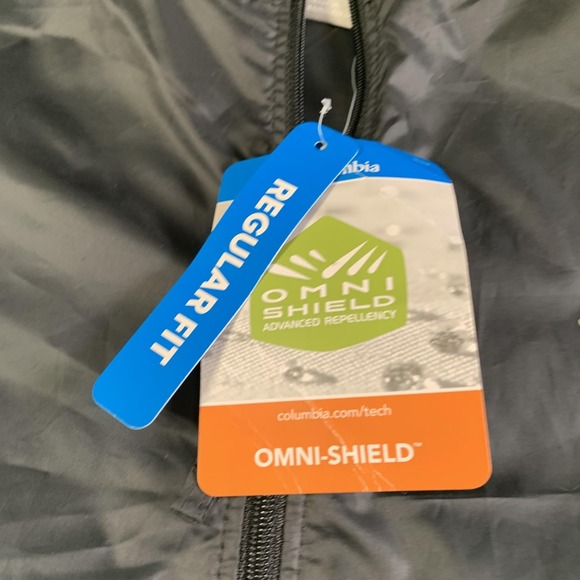 REGULAR FIT
mbia
OMNI
SHIELD
ADVANCED REPELLENCY
columbia.com/tech
OMNI-SHIELD™